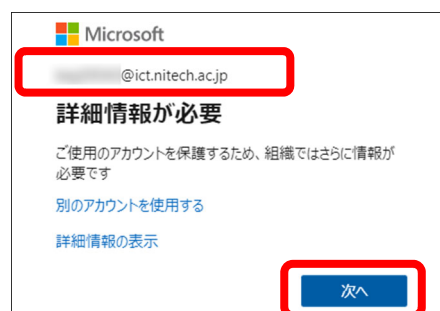 Microsoft
@ict.nitech.ac.jp
詳細情報が必要
ご使用のアカウントを保護するため、組織ではさらに情報が
必要です
別のアカウントを使用する
詳細情報の表示
次へ